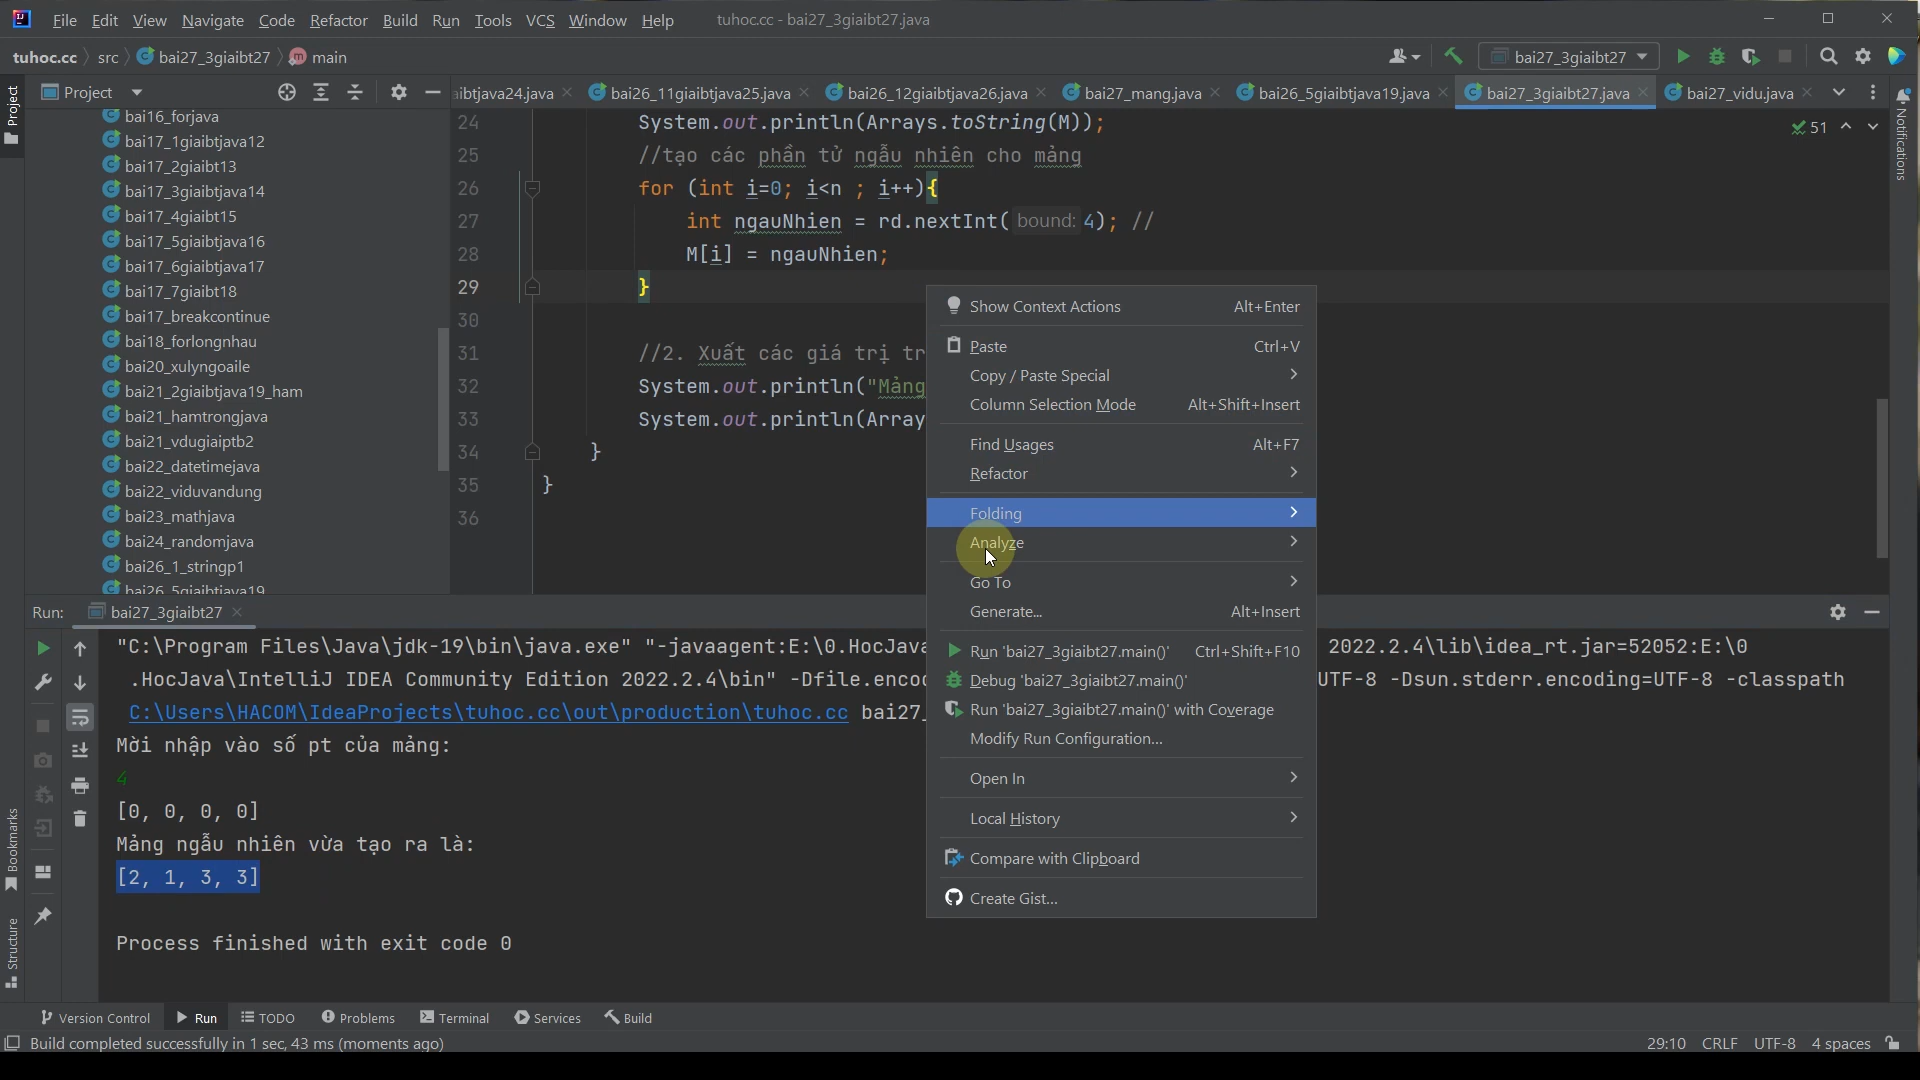 File Edit View Navigate Code Refactor Build Run Tools VCS Window Help tuhoc.cc - bai27_3giaibt27.java
tuhoc.cc src bai27_3giaibt27 main bai27_3giaibt27
Project
Project
aibtjava24.java bai26_11giaibtjava25.java bai26_12giaibtjava26.java bai27_mang.java bai26_5giaibtjava19.java bai27_3giaibt27.java bai27_vidu.java
Notifications
bai16_forjava
bai17_1giaibtjava12
bai17_2giaibt13
bai17_3giaibtjava14
bai17_4giaibt15
bai17_5giaibtjava16
bai17_6giaibtjava17
bai17_7giaibt18
bai17_breakcontinue
bai18_forlongnhau
bai20_xulyngoaile
bai21_2giaibtjava19_ham
bai21_hamtrongjava
bai21_vdugiaiptb2
bai22_datetimejava
bai22_viduvandung
bai23_mathjava
bai24_randomjava
bai26_1_stringp1
bai26_5giaibtjava19
51
24 System.out.println(Arrays.toString(M));
25 //tạo các phần tử ngẫu nhiên cho mảng
26 for (int i=0; i<n ; i++){
27 int ngauNhien = rd.nextInt( bound: 4); //
28 M[i] = ngauNhien;
29 }
30
31 //2. Xuất các giá trị tr
32 System.out.println("Mảng
33 System.out.println(Array
34 }
35 }
36
Show Context Actions Alt+Enter
Paste Ctrl+V
Copy / Paste Special
Column Selection Mode Alt+Shift+Insert
Find Usages Alt+F7
Refactor
Folding
Analyze
Go To
Generate... Alt+Insert
Run 'bai27_3giaibt27.main()' Ctrl+Shift+F10
Debug 'bai27_3giaibt27.main()'
Run 'bai27_3giaibt27.main()' with Coverage
Modify Run Configuration...
Open In
Local History
Compare with Clipboard
Create Gist...
Run: bai27_3giaibt27
"C:\Program Files\Java\jdk-19\bin\java.exe" "-javaagent:E:\0.HocJava 2022.2.4\lib\idea_rt.jar=52052:E:\0
.HocJava\IntelliJ IDEA Community Edition 2022.2.4\bin" -Dfile.encod UTF-8 -Dsun.stderr.encoding=UTF-8 -classpath
C:\Users\HACOM\IdeaProjects\tuhoc.cc\out\production\tuhoc.cc bai27_
Mời nhập vào số pt của mảng:
4
[0, 0, 0, 0]
Mảng ngẫu nhiên vừa tạo ra là:
[2, 1, 3, 3]
Process finished with exit code 0
Bookmarks
Structure
Version Control Run TODO Problems Terminal Services Build
Build completed successfully in 1 sec, 43 ms (moments ago) 29:10 CRLF UTF-8 4 spaces